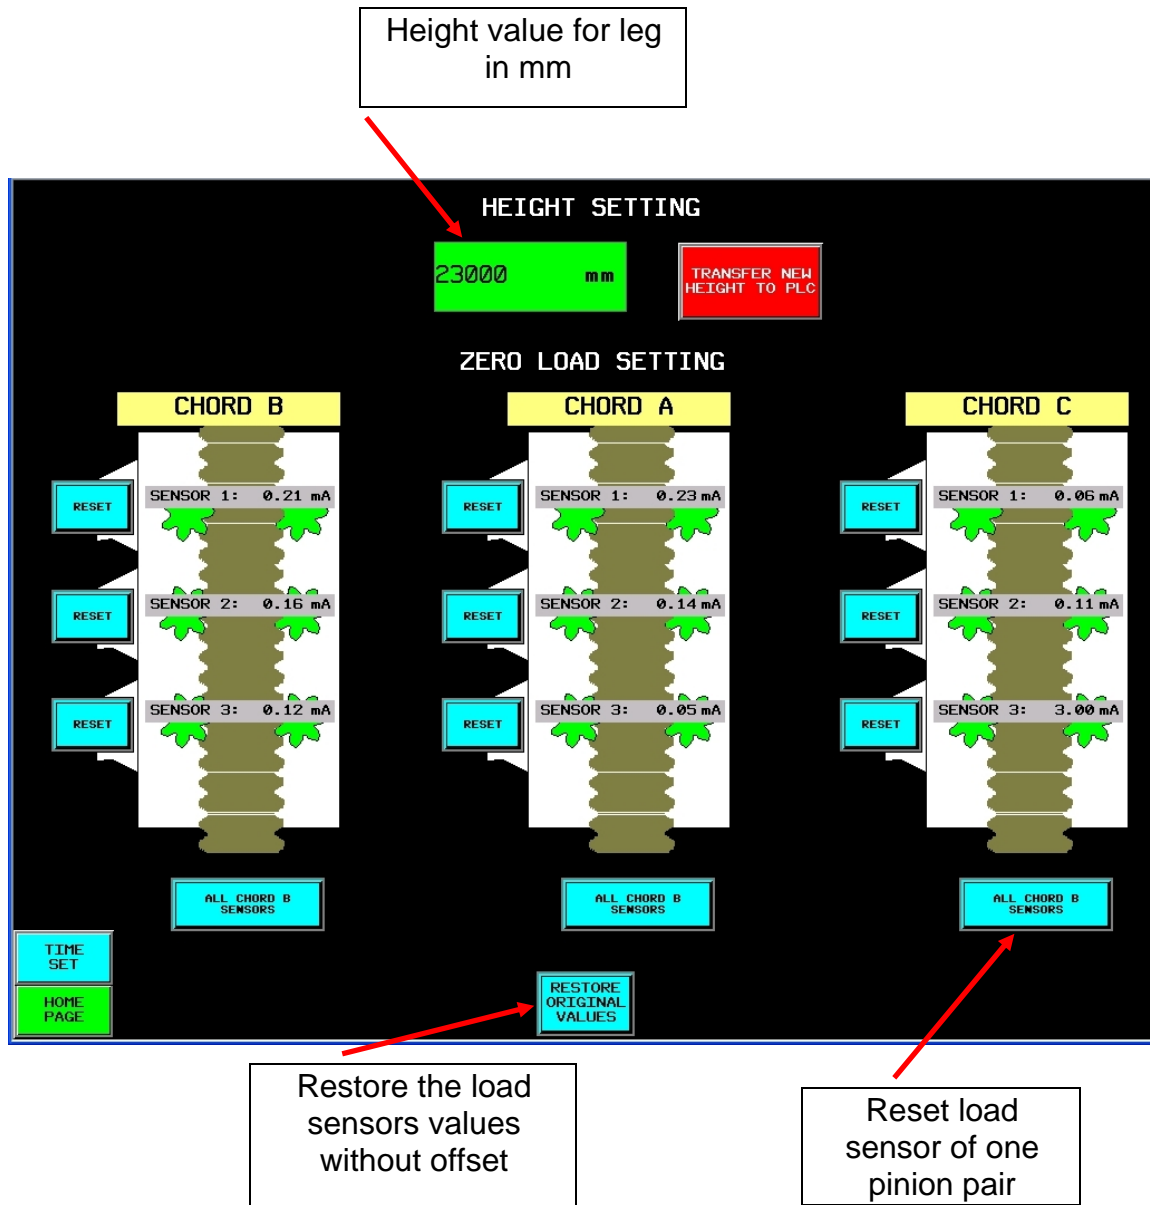 Height value for leg
in mm
HEIGHT SETTING
23000 mm
TRANSFER NEW
HEIGHT TO PLC
ZERO LOAD SETTING
CHORD B
RESET
SENSOR 1: 0.21 mA
RESET
SENSOR 2: 0.16 mA
RESET
SENSOR 3: 0.12 mA
ALL CHORD B
SENSORS
CHORD A
SENSOR 1: 0.23 mA
SENSOR 2: 0.14 mA
SENSOR 3: 0.05 mA
ALL CHORD B
SENSORS
CHORD C
RESET
SENSOR 1: 0.06 mA
RESET
SENSOR 2: 0.11 mA
RESET
SENSOR 3: 3.00 mA
ALL CHORD B
SENSORS
RESET
RESET
RESET
TIME
SET
HOME
PAGE
RESTORE
ORIGINAL
VALUES
Restore the load
sensors values
without offset
Reset load
sensor of one
pinion pair